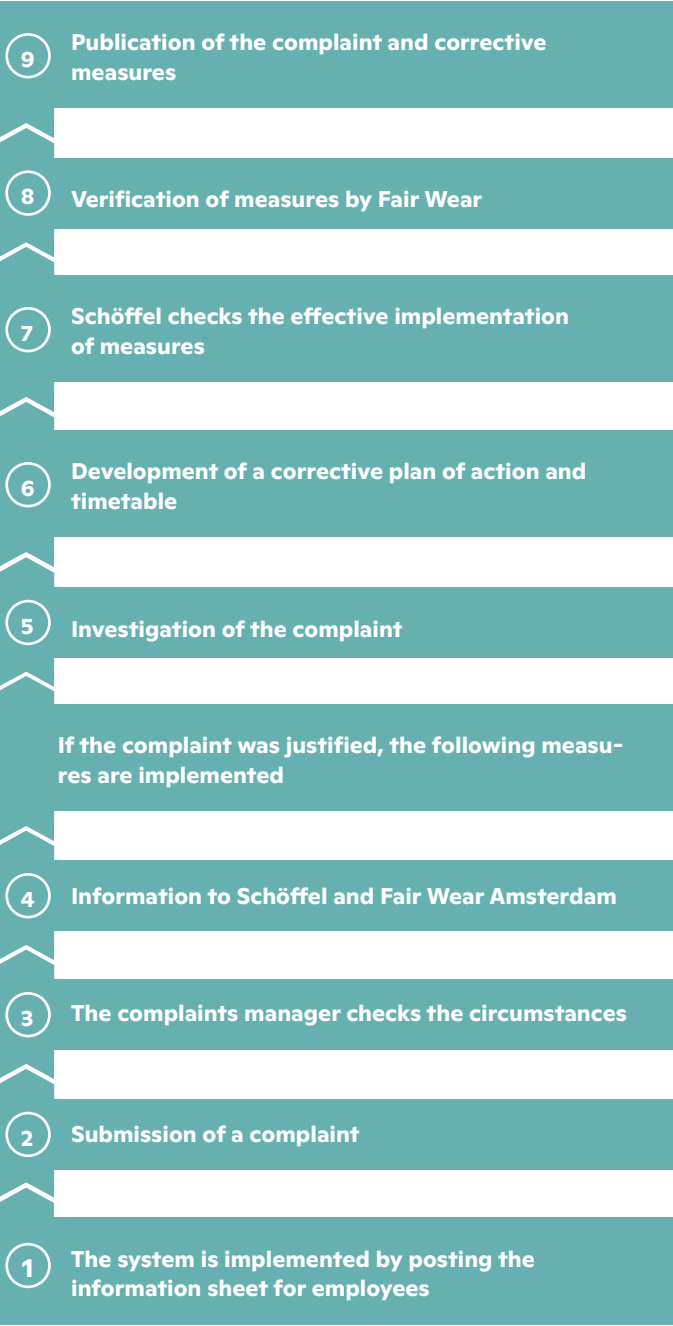 9
Publication of the complaint and corrective
measures
8
Verification of measures by Fair Wear
7
Schöffel checks the effective implementation
of measures
6
Development of a corrective plan of action and
timetable
5
Investigation of the complaint
If the complaint was justified, the following measu-
res are implemented
4
Information to Schöffel and Fair Wear Amsterdam
3
The complaints manager checks the circumstances
2
Submission of a complaint
1
The system is implemented by posting the
information sheet for employees